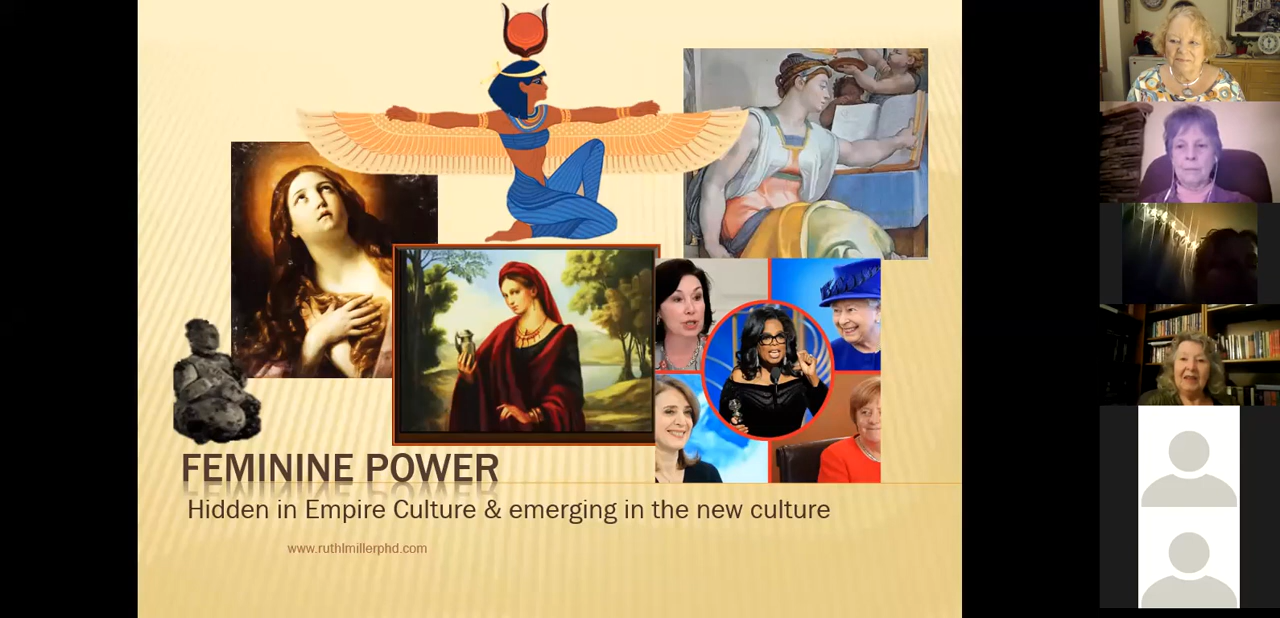 FEMININE POWER
Hidden in Empire Culture & emerging in the new culture
www.ruthlmillerphd.com